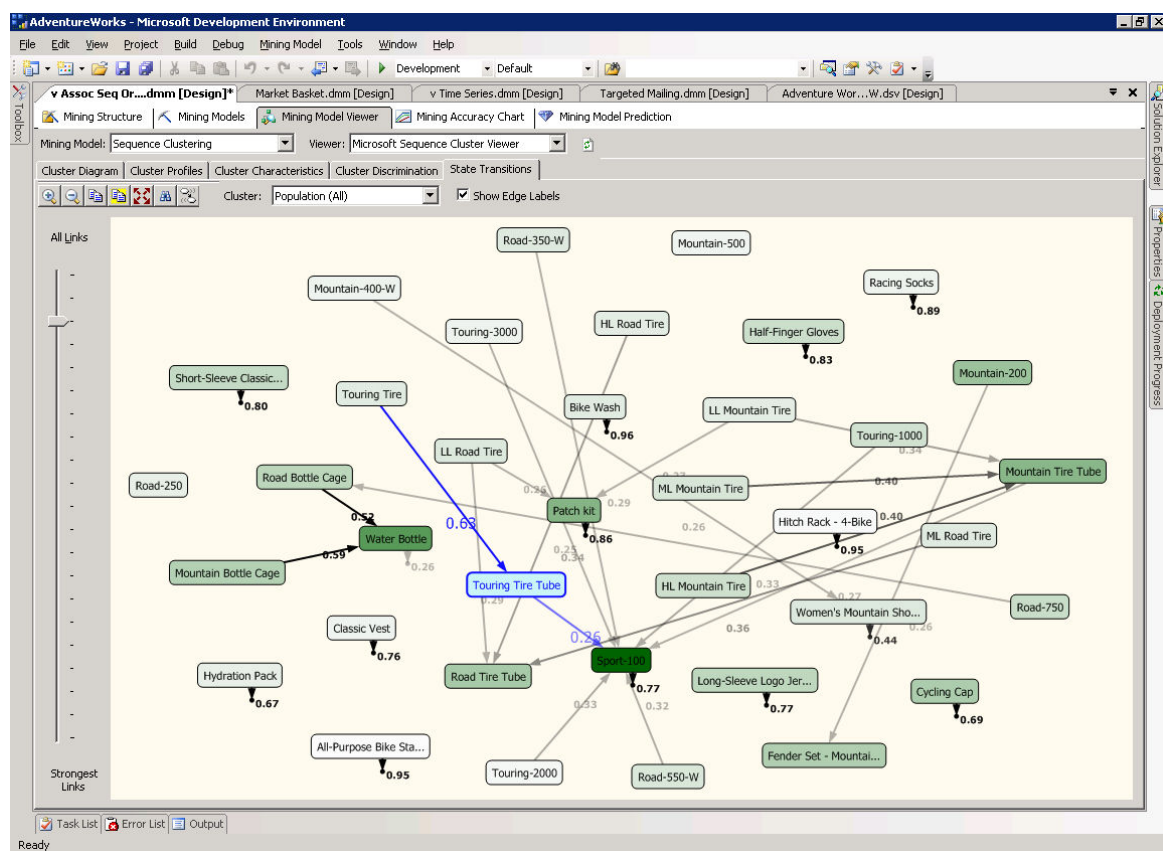 AdventureWorks - Microsoft Development Environment
File Edit View Project Build Debug Mining Model Tools Window Help
Development Default
v Assoc Seq Or....dmm [Design]* Market Basket.dmm [Design] v Time Series.dmm [Design] Targeted Mailing.dmm [Design] Adventure Wor...W.dsv [Design]
Toolbox
Solution Explorer
Properties
Deployment Progress
Mining Structure Mining Models Mining Model Viewer Mining Accuracy Chart Mining Model Prediction
Mining Model: Sequence Clustering Viewer: Microsoft Sequence Cluster Viewer
Cluster Diagram Cluster Profiles Cluster Characteristics Cluster Discrimination State Transitions
Cluster: Population (All) Show Edge Labels
All Links
Road-350-W
Mountain-500
Mountain-400-W
Racing Socks
0.89
Touring-3000
HL Road Tire
Half-Finger Gloves
0.83
Short-Sleeve Classic...
0.80
Mountain-200
Touring Tire
Bike Wash
0.96
LL Mountain Tire
Touring-1000
0.34
LL Road Tire
Mountain Tire Tube
Road-250
Road Bottle Cage
0.26
0.29
ML Mountain Tire
0.40
0.52
0.63
Patch kit
0.86
0.26
Hitch Rack - 4-Bike
0.95
0.40
ML Road Tire
Water Bottle
0.26
0.59
0.25
0.34
Mountain Bottle Cage
Touring Tire Tube
0.29
HL Mountain Tire
0.33
0.27
Women's Mountain Sho...
0.44
0.26
Road-750
Classic Vest
0.76
0.26
0.36
Hydration Pack
0.67
Road Tire Tube
Sport-100
0.77
Long-Sleeve Logo Jer...
0.77
Cycling Cap
0.69
0.33
0.32
All-Purpose Bike Sta...
0.95
Touring-2000
Road-550-W
Fender Set - Mountai...
Strongest
Links
Task List Error List Output
Ready